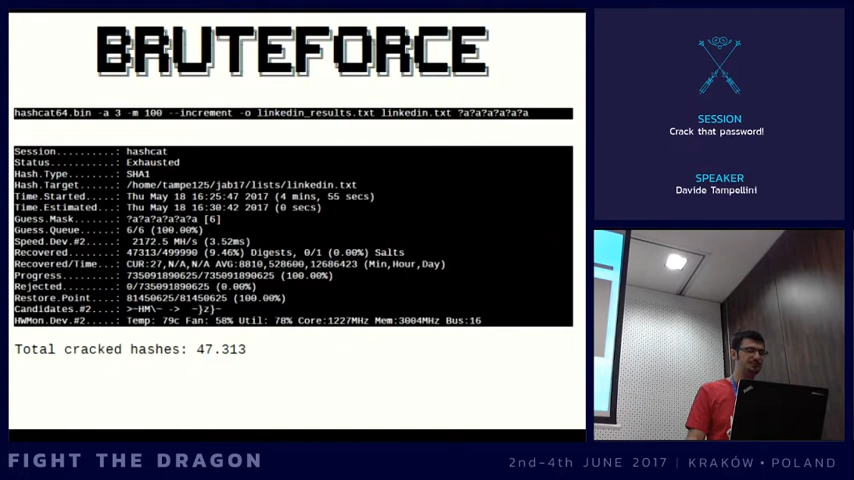 BRUTEFORCE
hashcat64.bin -a 3 -m 100 --increment -o linkedin_results.txt linkedin.txt ?a?a?a?a?a?a
Session..........: hashcat
Status...........: Exhausted
Hash.Type........: SHA1
Hash.Target......: /home/tampe125/jab17/lists/linkedin.txt
Time.Started.....: Thu May 18 16:25:47 2017 (4 mins, 55 secs)
Time.Estimated...: Thu May 18 16:30:42 2017 (0 secs)
Guess.Mask.......: ?a?a?a?a?a?a [6]
Guess.Queue......: 6/6 (100.00%)
Speed.Dev.#2.....:  2172.5 MH/s (3.52ms)
Recovered........: 47313/499990 (9.46%) Digests, 0/1 (0.00%) Salts
Recovered/Time...: CUR:27,N/A,N/A AVG:8810,528600,12686423 (Min,Hour,Day)
Progress.........: 735091890625/735091890625 (100.00%)
Rejected.........: 0/735091890625 (0.00%)
Restore.Point....: 81450625/81450625 (100.00%)
Candidates.#2....: >~HM\~ ->  ~}z}~
HWMon.Dev.#2.....: Temp: 79c Fan: 58% Util: 78% Core:1227MHz Mem:3004MHz Bus:16
Total cracked hashes: 47.313
SESSION
Crack that password!
SPEAKER
Davide Tampellini
FIGHT THE DRAGON
2nd-4th JUNE 2017 | KRAKÓW • POLAND